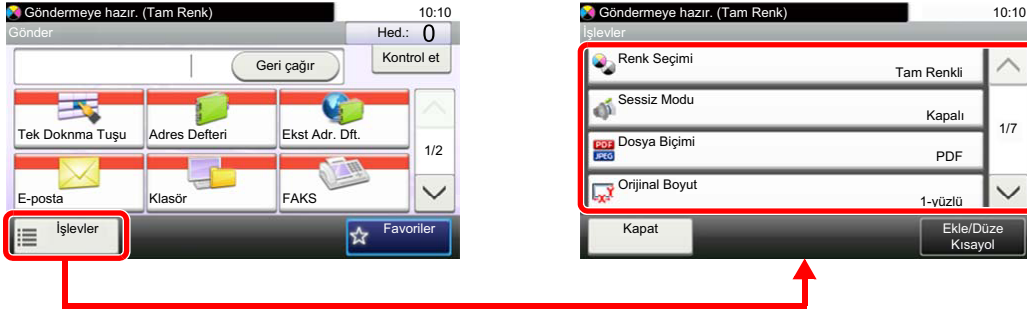 Göndermeye hazır. (Tam Renk)
10:10
Gönder
Hed.: 0
Geri çağır
Kontrol et
Tek Doknma Tuşu
Adres Defteri
Ekst Adr. Dft.
1/2
E-posta
Klasör
FAKS
İşlevler
Favoriler
Göndermeye hazır. (Tam Renk)
10:10
İşlevler
Renk Seçimi
Tam Renkli
Sessiz Modu
Kapalı
1/7
PDF
JPEG
Dosya Biçimi
PDF
Orijinal Boyut
1-yüzlü
Kapat
Ekle/Düze
Kısayol